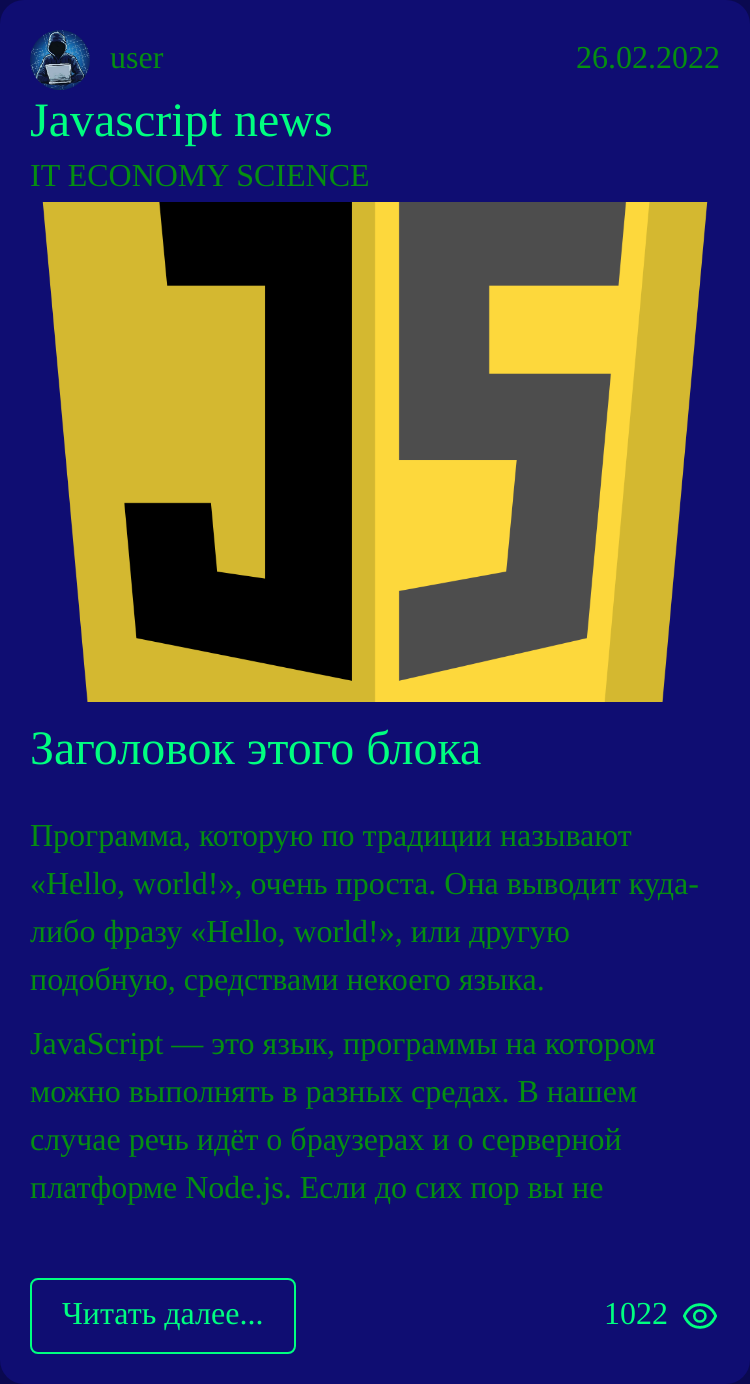 user
26.02.2022
Javascript news
IT ECONOMY SCIENCE
JS
Заголовок этого блока
Программа, которую по традиции называют
«Hello, world!», очень проста. Она выводит куда-
либо фразу «Hello, world!», или другую
подобную, средствами некоего языка.
JavaScript — это язык, программы на котором
можно выполнять в разных средах. В нашем
случае речь идёт о браузерах и о серверной
платформе Node.js. Если до сих пор вы не
Читать далее...
1022